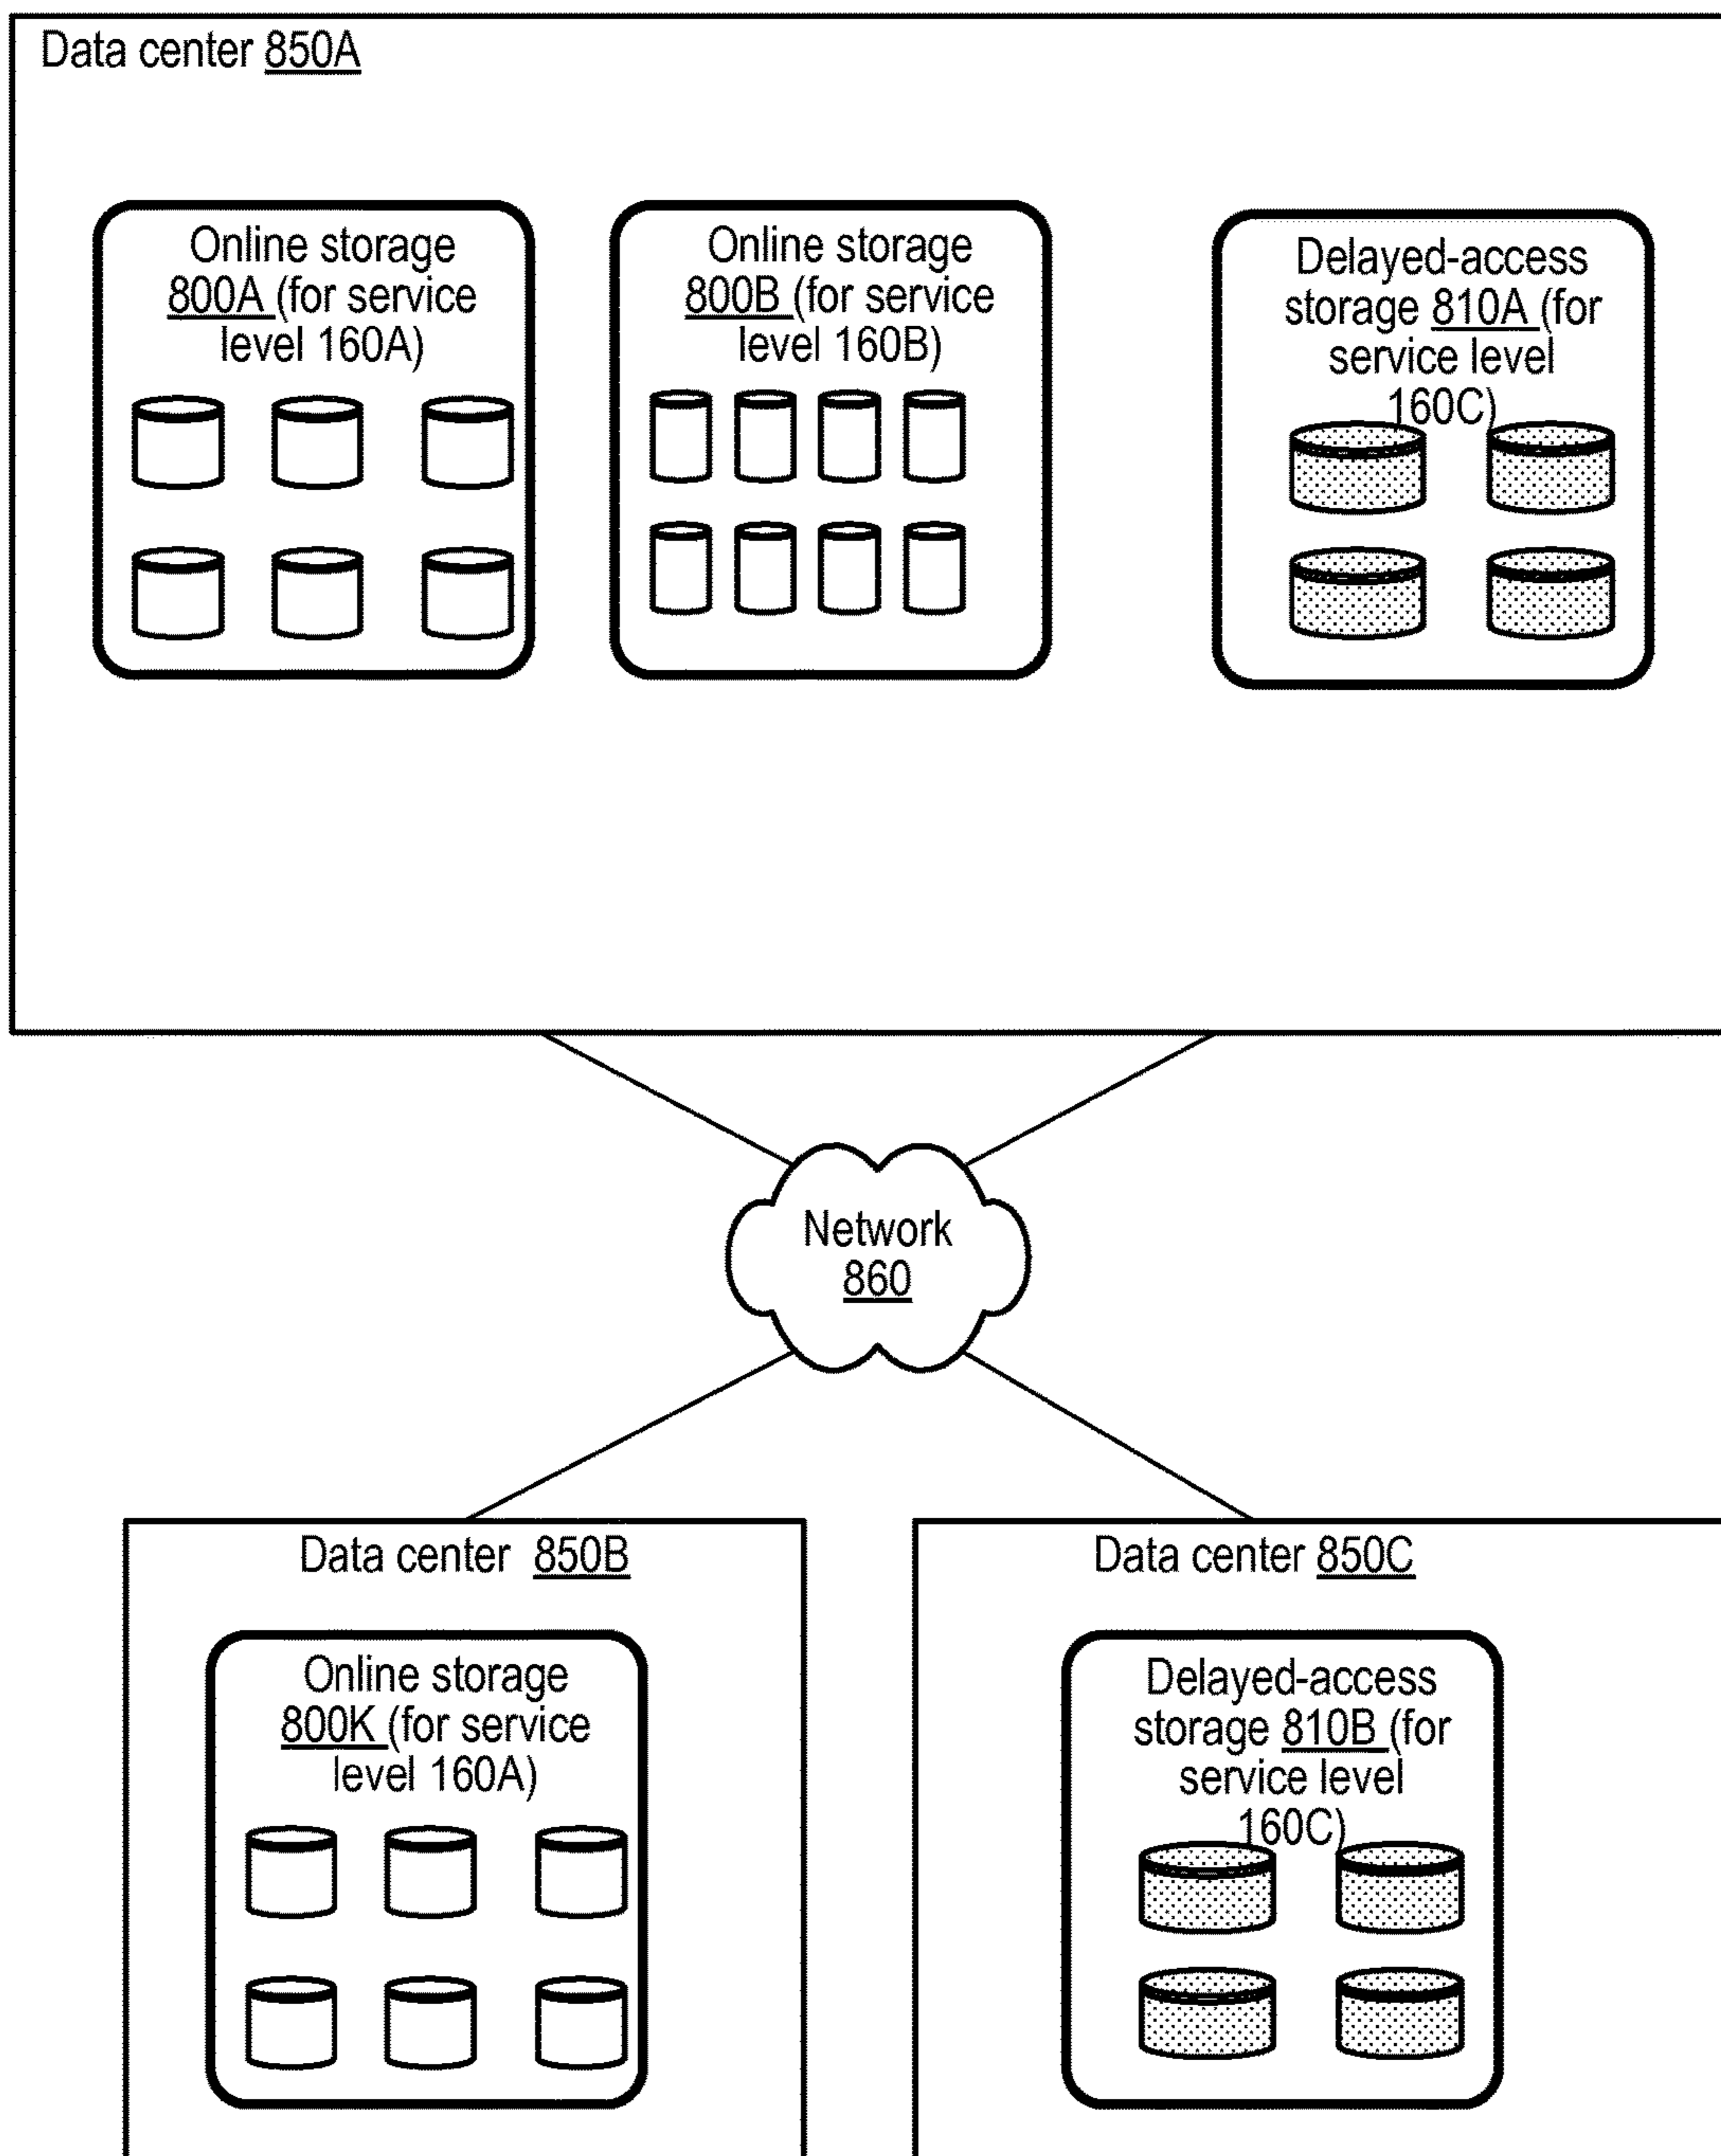 Data center 850A
Online storage
800A (for service
level 160A)
Online storage
800B (for service
level 160B)
Delayed-access
storage 810A (for
service level
160C)
Network
860
Data center 850B
Online storage
800K (for service
level 160A)
Data center 850C
Delayed-access
storage 810B (for
service level
160C)